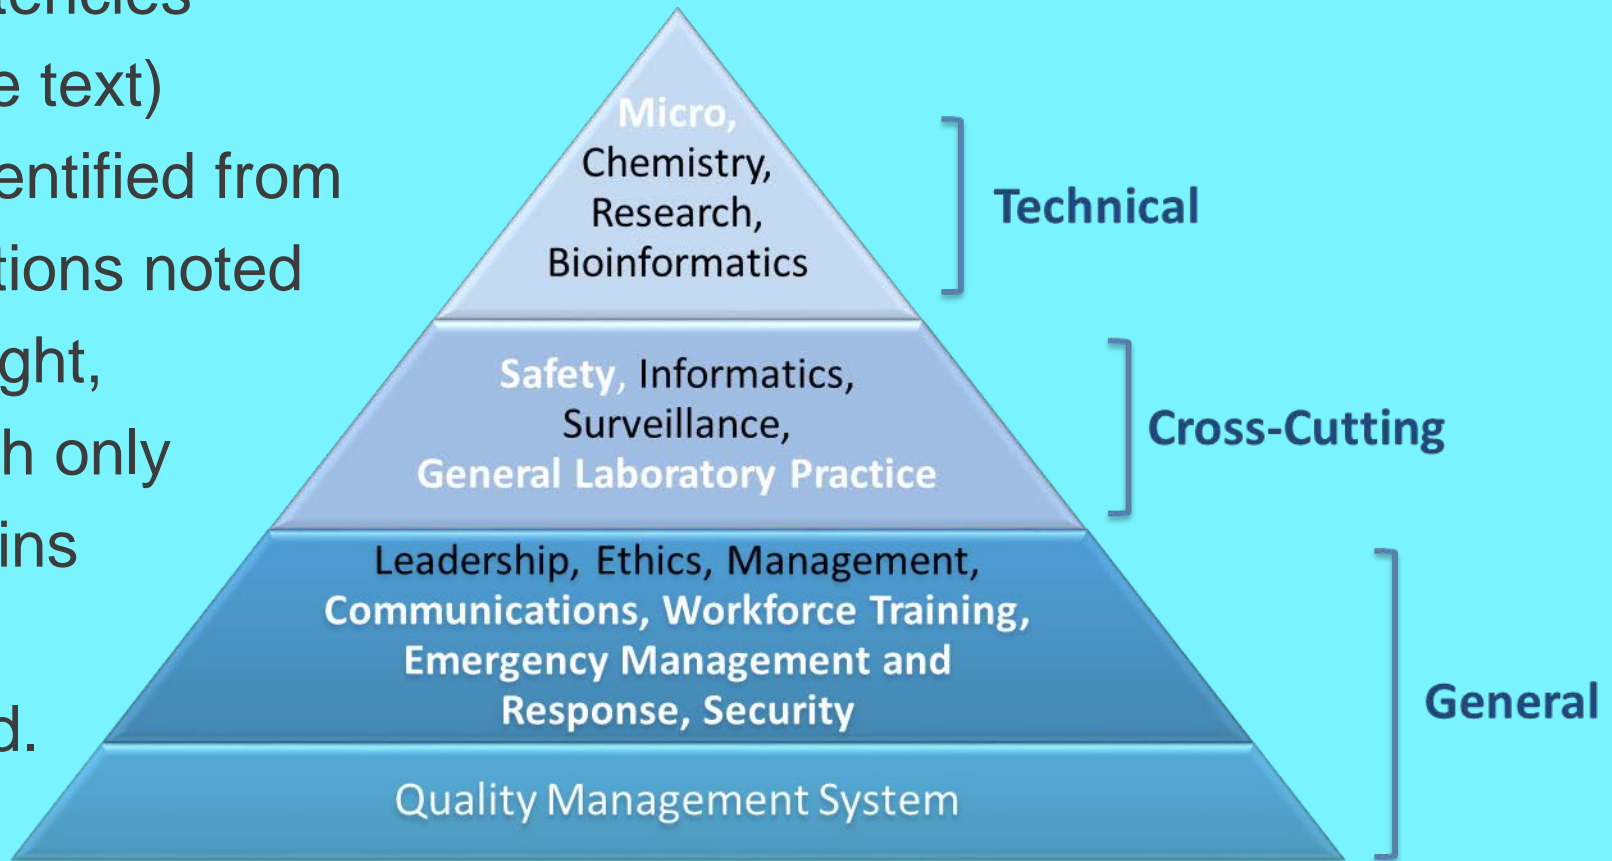 tencies
e text)
entified from
tions noted
ght,
h only
ins
d.
Micro,
Chemistry,
Research,
Bioinformatics
Technical
Safety, Informatics,
Surveillance,
General Laboratory Practice
Cross-Cutting
Leadership, Ethics, Management,
Communications, Workforce Training,
Emergency Management and
Response, Security
General
Quality Management System